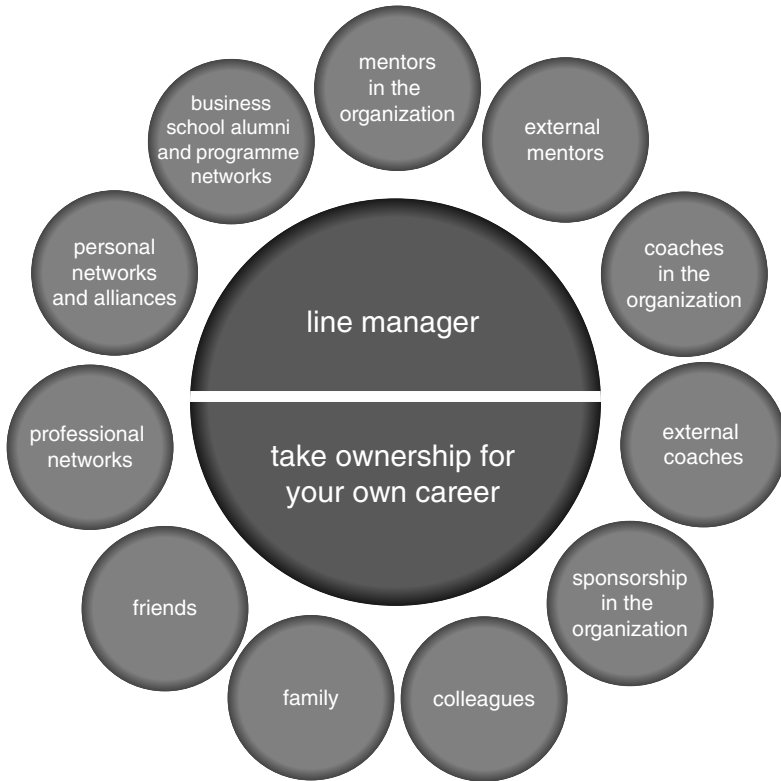 mentors
in the
organization
external
mentors
coaches
in the
organization
external
coaches
sponsorship
in the
organization
colleagues
family
friends
professional
networks
personal
networks
and alliances
business
school alumni
and programme
networks
line manager
take ownership for
your own career